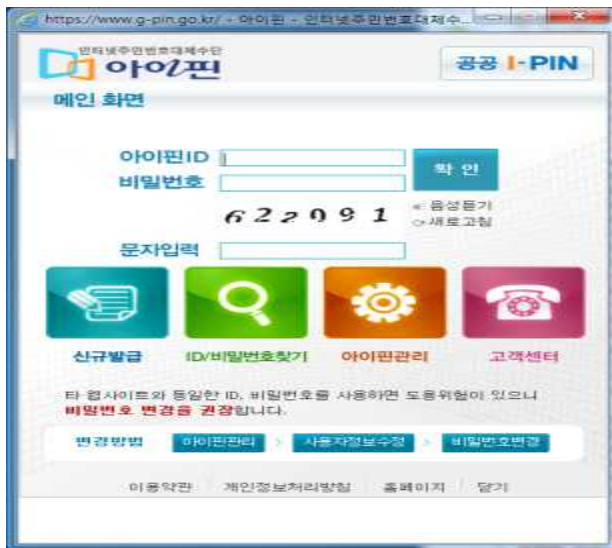 https://www.g-pin.go.kr/ - 아이핀 - 인터넷주민번호대체수...
인터넷주민번호대체수단
아이핀
공공 I-PIN
메인 화면
아이핀ID
확 인
비밀번호
622091
음성듣기
새로고침
문자입력
신규발급 ID/비밀번호찾기 아이핀관리 고객센터
타 웹사이트와 동일한 ID, 비밀번호를 사용하면 도용위험이 있으니
비밀번호 변경을 권장합니다.
변경방법 아이핀관리 > 사용자정보수정 > 비밀번호변경
이용약관 개인정보처리방침 홈페이지 닫기